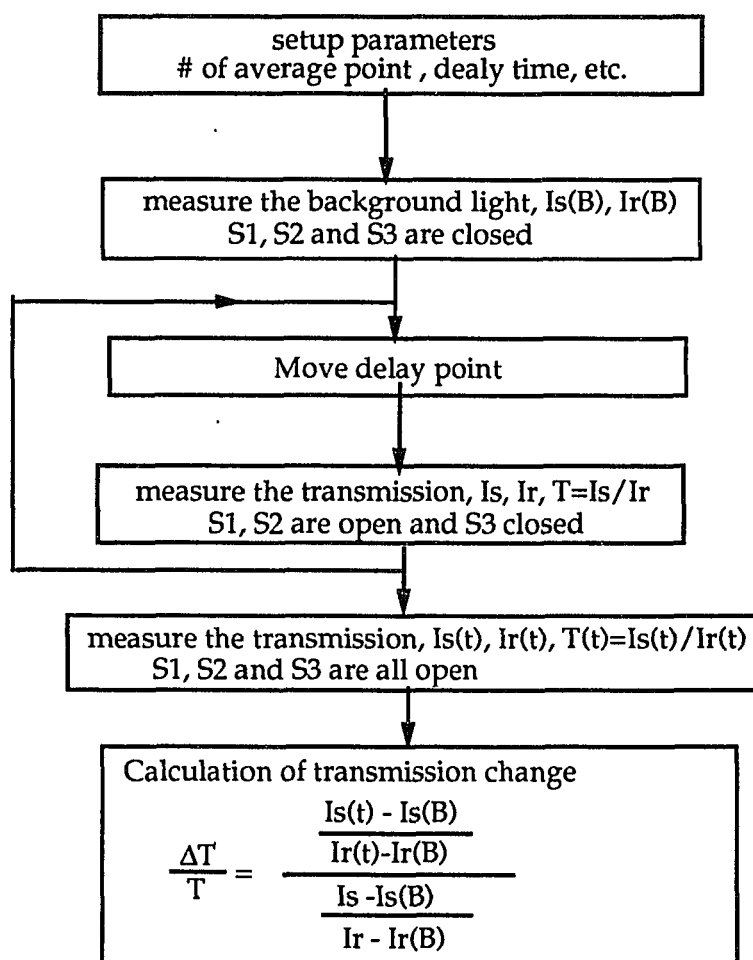 setup parameters
# of average point , dealy time, etc.
measure the background light, Is(B), Ir(B)
S1, S2 and S3 are closed
Move delay point
measure the transmission, Is, Ir, T=Is/Ir
S1, S2 are open and S3 closed
measure the transmission, Is(t), Ir(t), T(t)=Is(t)/Ir(t)
S1, S2 and S3 are all open
Calculation of transmission change
Is(t) - Is(B)
Ir(t)-Ir(B)
ΔT
T
=
Is -Is(B)
Ir - Ir(B)